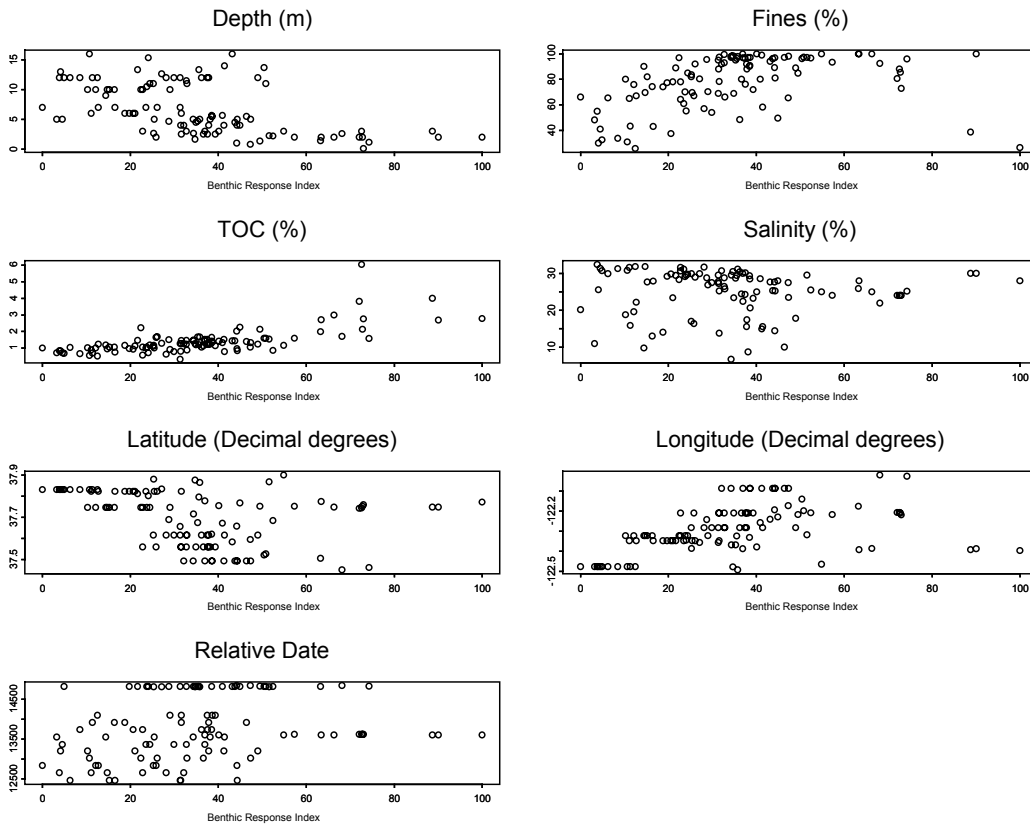 Depth (m)
0 5 10 15
0 20 40 60 80 100
Benthic Response Index
Fines (%)
40 60 80 100
0 20 40 60 80 100
Benthic Response Index
TOC (%)
1 2 3 4 5 6
0 20 40 60 80 100
Benthic Response Index
Salinity (%)
10 20 30
0 20 40 60 80 100
Benthic Response Index
Latitude (Decimal degrees)
37.5 37.7 37.9
0 20 40 60 80 100
Benthic Response Index
Longitude (Decimal degrees)
-122.5 -122.2
0 20 40 60 80 100
Benthic Response Index
Relative Date
12500 13500 14500
0 20 40 60 80 100
Benthic Response Index